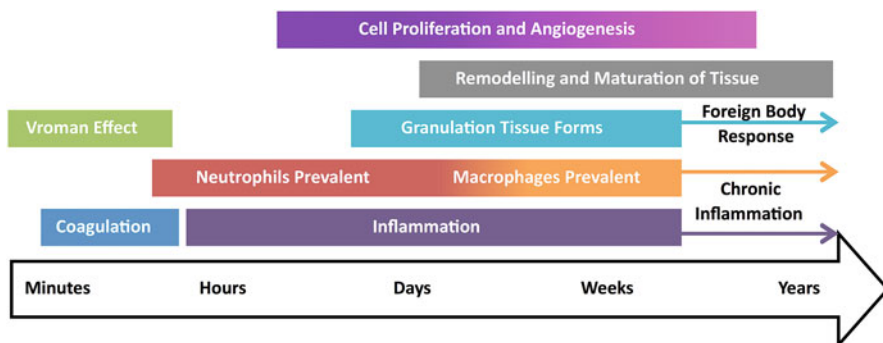 Cell Proliferation and Angiogenesis
Remodelling and Maturation of Tissue
Vroman Effect
Granulation Tissue Forms
Foreign Body
Response
Neutrophils Prevalent
Macrophages Prevalent
Chronic
Inflammation
Coagulation
Inflammation
Minutes
Hours
Days
Weeks
Years